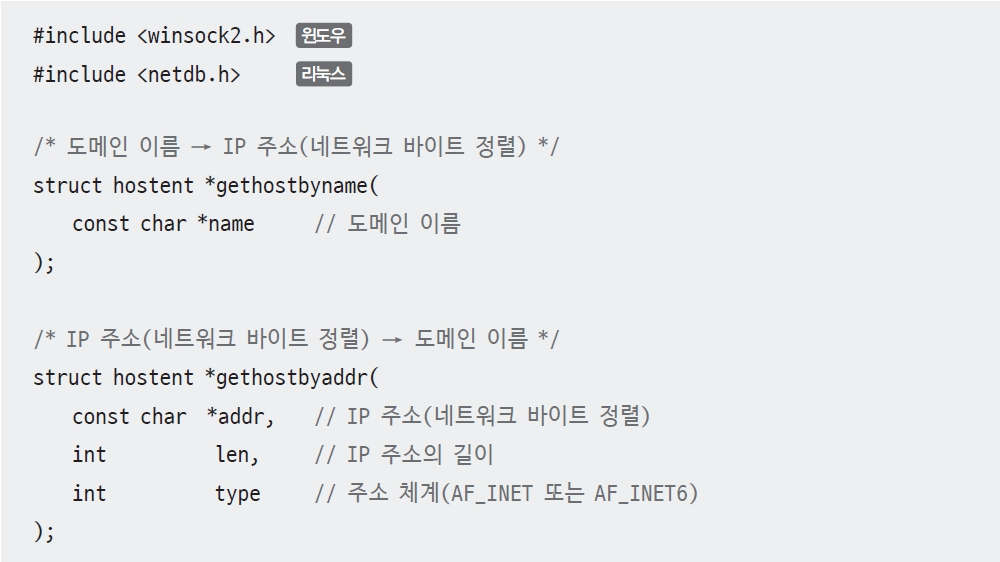 #include <winsock2.h> 윈도우
#include <netdb.h> 리눅스
/* 도메인 이름 → IP 주소(네트워크 바이트 정렬) */
struct hostent *gethostbyname(
const char *name // 도메인 이름
);
/* IP 주소(네트워크 바이트 정렬) → 도메인 이름 */
struct hostent *gethostbyaddr(
const char *addr, // IP 주소(네트워크 바이트 정렬)
int len, // IP 주소의 길이
int type // 주소 체계(AF_INET 또는 AF_INET6)
);